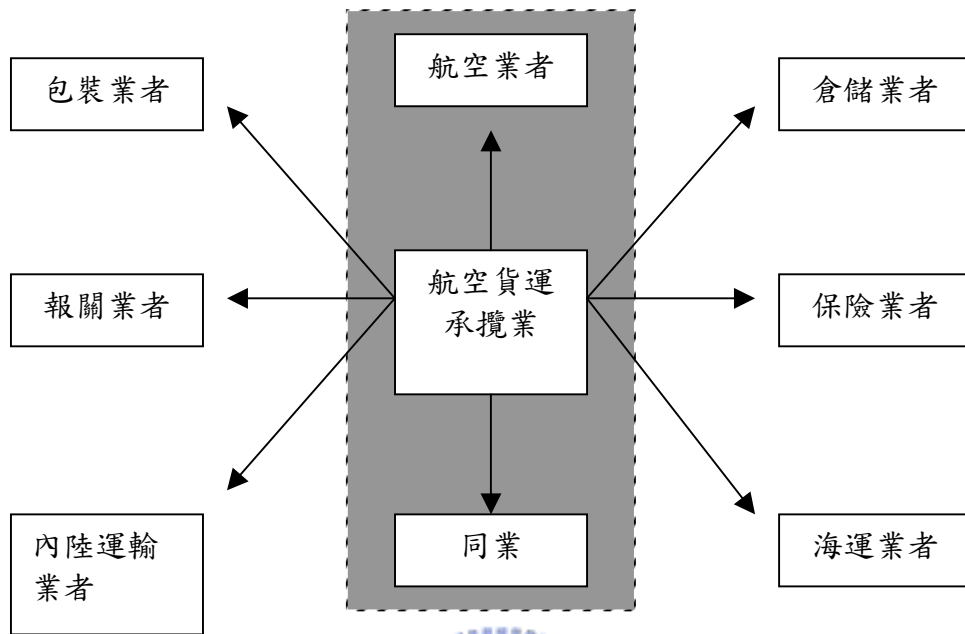 航空業者
包裝業者
倉儲業者
航空貨運
承攬業
報關業者
保險業者
內陸運輸
業者
同業
海運業者